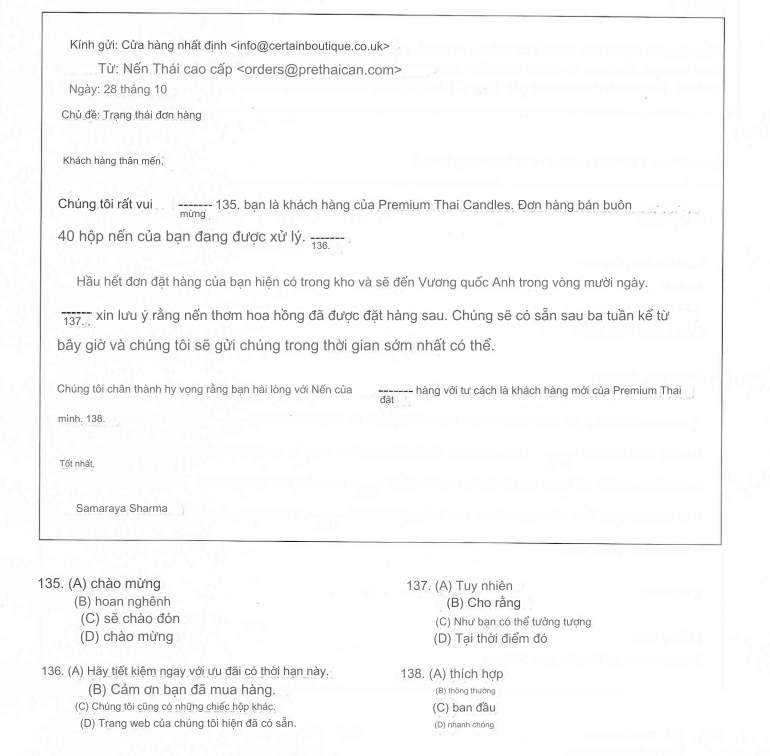 Kính gửi: Cửa hàng nhất định <info@certainboutique.co.uk>
Từ: Nến Thái cao cấp <orders@prethaican.com>
Ngày: 28 tháng 10
Chủ đề: Trạng thái đơn hàng
Khách hàng thân mến,
Chúng tôi rất vui ------- 135. bạn là khách hàng của Premium Thai Candles. Đơn hàng bán buôn
mừng
40 hộp nến của bạn đang được xử lý. -------
136.
Hầu hết đơn đặt hàng của bạn hiện có trong kho và sẽ đến Vương quốc Anh trong vòng mười ngày.
------- xin lưu ý rằng nến thơm hoa hồng đã được đặt hàng sau. Chúng sẽ có sẵn sau ba tuần kể từ
137.
bây giờ và chúng tôi sẽ gửi chúng trong thời gian sớm nhất có thể.
Chúng tôi chân thành hy vọng rằng bạn hài lòng với Nến của ------- hàng với tư cách là khách hàng mới của Premium Thai
đặt
mình. 138.
Tốt nhất,
Samaraya Sharma
135. (A) chào mừng
(B) hoan nghênh
(C) sẽ chào đón
(D) chào mừng
136. (A) Hãy tiết kiệm ngay với ưu đãi có thời hạn này.
(B) Cảm ơn bạn đã mua hàng.
(C) Chúng tôi cũng có những chiếc hộp khác.
(D) Trang web của chúng tôi hiện đã có sẵn.
137. (A) Tuy nhiên
(B) Cho rằng
(C) Như bạn có thể tưởng tượng
(D) Tại thời điểm đó
138. (A) thích hợp
(B) thông thường
(C) ban đầu
(D) nhanh chóng